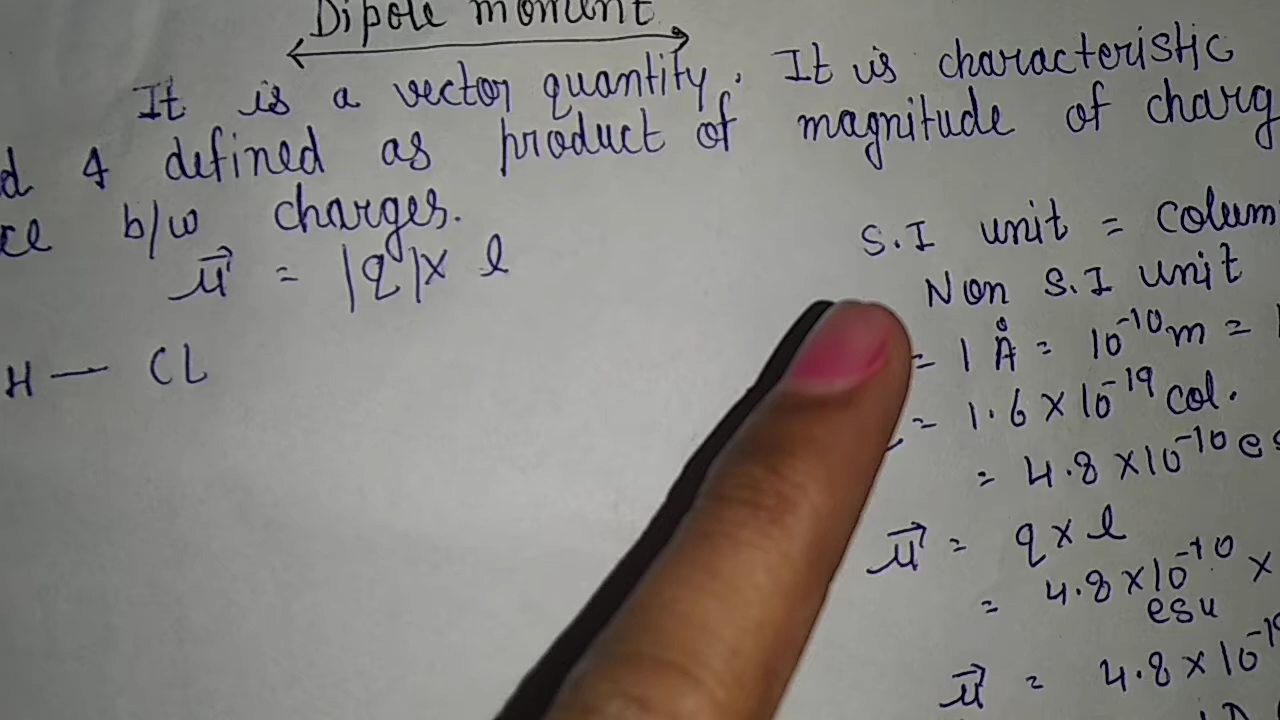 Dipole moment
It is a vector quantity. It is characteristic
d & defined as product of magnitude of charg
ce b/w charges.
μ⃗ = |q|× l
H — CL
S.I unit = colum
Non S.I unit
= 1 Å = 10⁻¹⁰m =
= 1.6×10⁻¹⁹ col.
= 4.8×10⁻¹⁰ es
μ⃗ = q× l
= 4.8×10⁻¹⁰ ×
esu
μ⃗ = 4.8×10⁻¹⁰